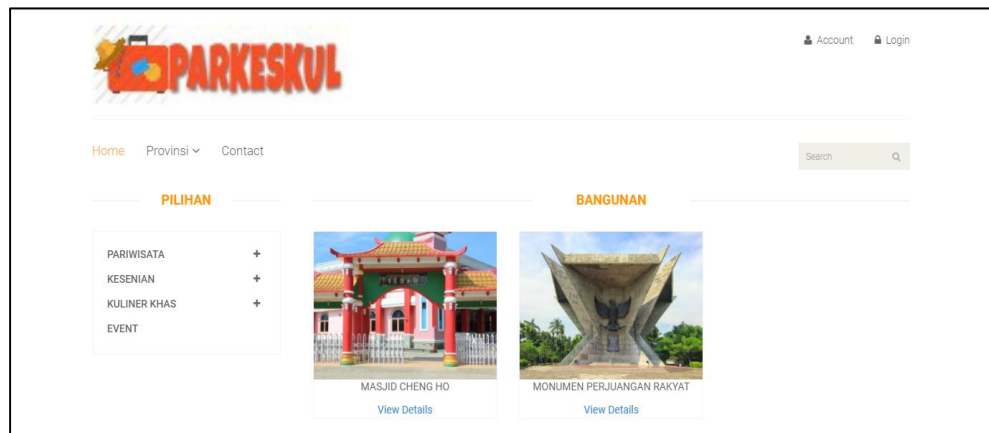 PARKESKUL
Account Login
Home Provinsi Contact
Search
PILIHAN
PARIWISATA +
KESENIAN +
KULINER KHAS +
EVENT
BANGUNAN
MASJID CHENG HO
View Details
MONUMEN PERJUANGAN RAKYAT
View Details